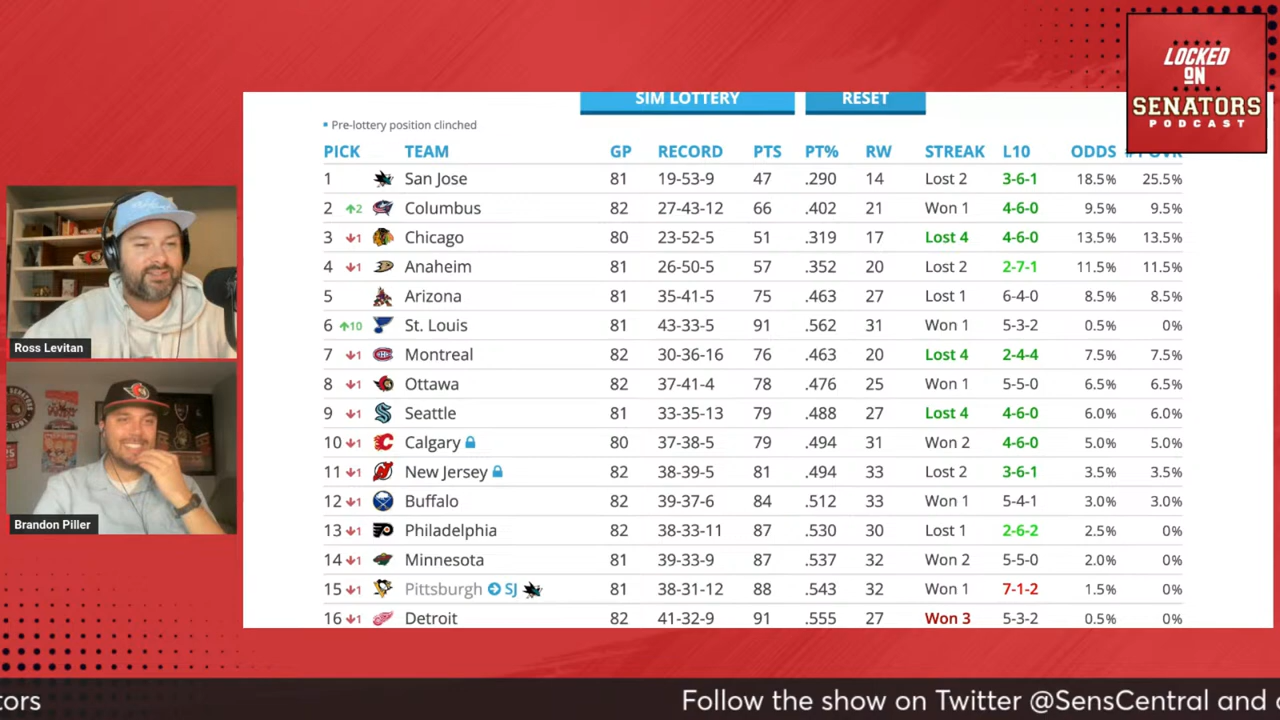 LOCKED
ON
SENATORS
PODCAST
SIM LOTTERY RESET
Pre-lottery position clinched
PICK TEAM GP RECORD PTS PT% RW STREAK L10 ODDS
1 San Jose 81 19-53-9 47 .290 14 Lost 2 3-6-1 18.5% 25.5%
2 ↑2 Columbus 82 27-43-12 66 .402 21 Won 1 4-6-0 9.5% 9.5%
3 ↓1 Chicago 80 23-52-5 51 .319 17 Lost 4 4-6-0 13.5% 13.5%
4 ↓1 Anaheim 81 26-50-5 57 .352 20 Lost 2 2-7-1 11.5% 11.5%
5 Arizona 81 35-41-5 75 .463 27 Lost 1 6-4-0 8.5% 8.5%
6 ↑10 St. Louis 81 43-33-5 91 .562 31 Won 1 5-3-2 0.5% 0%
7 ↓1 Montreal 82 30-36-16 76 .463 20 Lost 4 2-4-4 7.5% 7.5%
8 ↓1 Ottawa 82 37-41-4 78 .476 25 Won 1 5-5-0 6.5% 6.5%
9 ↓1 Seattle 81 33-35-13 79 .488 27 Lost 4 4-6-0 6.0% 6.0%
10 ↓1 Calgary 80 37-38-5 79 .494 31 Won 2 4-6-0 5.0% 5.0%
11 ↓1 New Jersey 82 38-39-5 81 .494 33 Lost 2 3-6-1 3.5% 3.5%
12 ↓1 Buffalo 82 39-37-6 84 .512 33 Won 1 5-4-1 3.0% 3.0%
13 ↓1 Philadelphia 82 38-33-11 87 .530 30 Lost 1 2-6-2 2.5% 0%
14 ↓1 Minnesota 81 39-33-9 87 .537 32 Won 2 5-5-0 2.0% 0%
15 ↓1 Pittsburgh → SJ 81 38-31-12 88 .543 32 Won 1 7-1-2 1.5% 0%
16 ↓1 Detroit 82 41-32-9 91 .555 27 Won 3 5-3-2 0.5% 0%
Ross Levitan
Brandon Piller
tors Follow the show on Twitter @SensCentral and